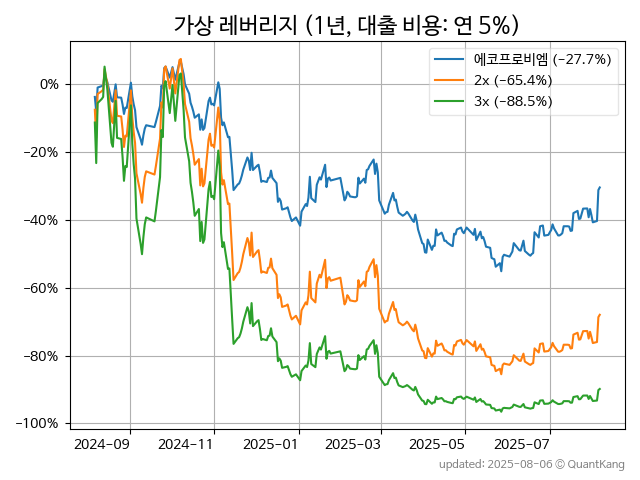 가상 레버리지 (1년, 대출 비용: 연 5%)
에코프로비엠 (−27.7%)
2x (−65.4%)
3x (−88.5%)
0%
−20%
−40%
−60%
−80%
−100%
2024-09 2024-11 2025-01 2025-03 2025-05 2025-07
updated: 2025-08-06 © QuantKang